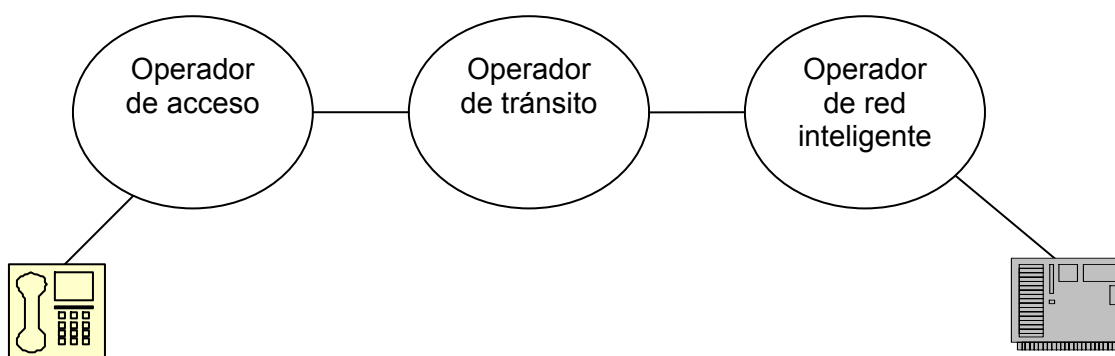 Operador
de acceso
Operador
de tránsito
Operador
de red
inteligente